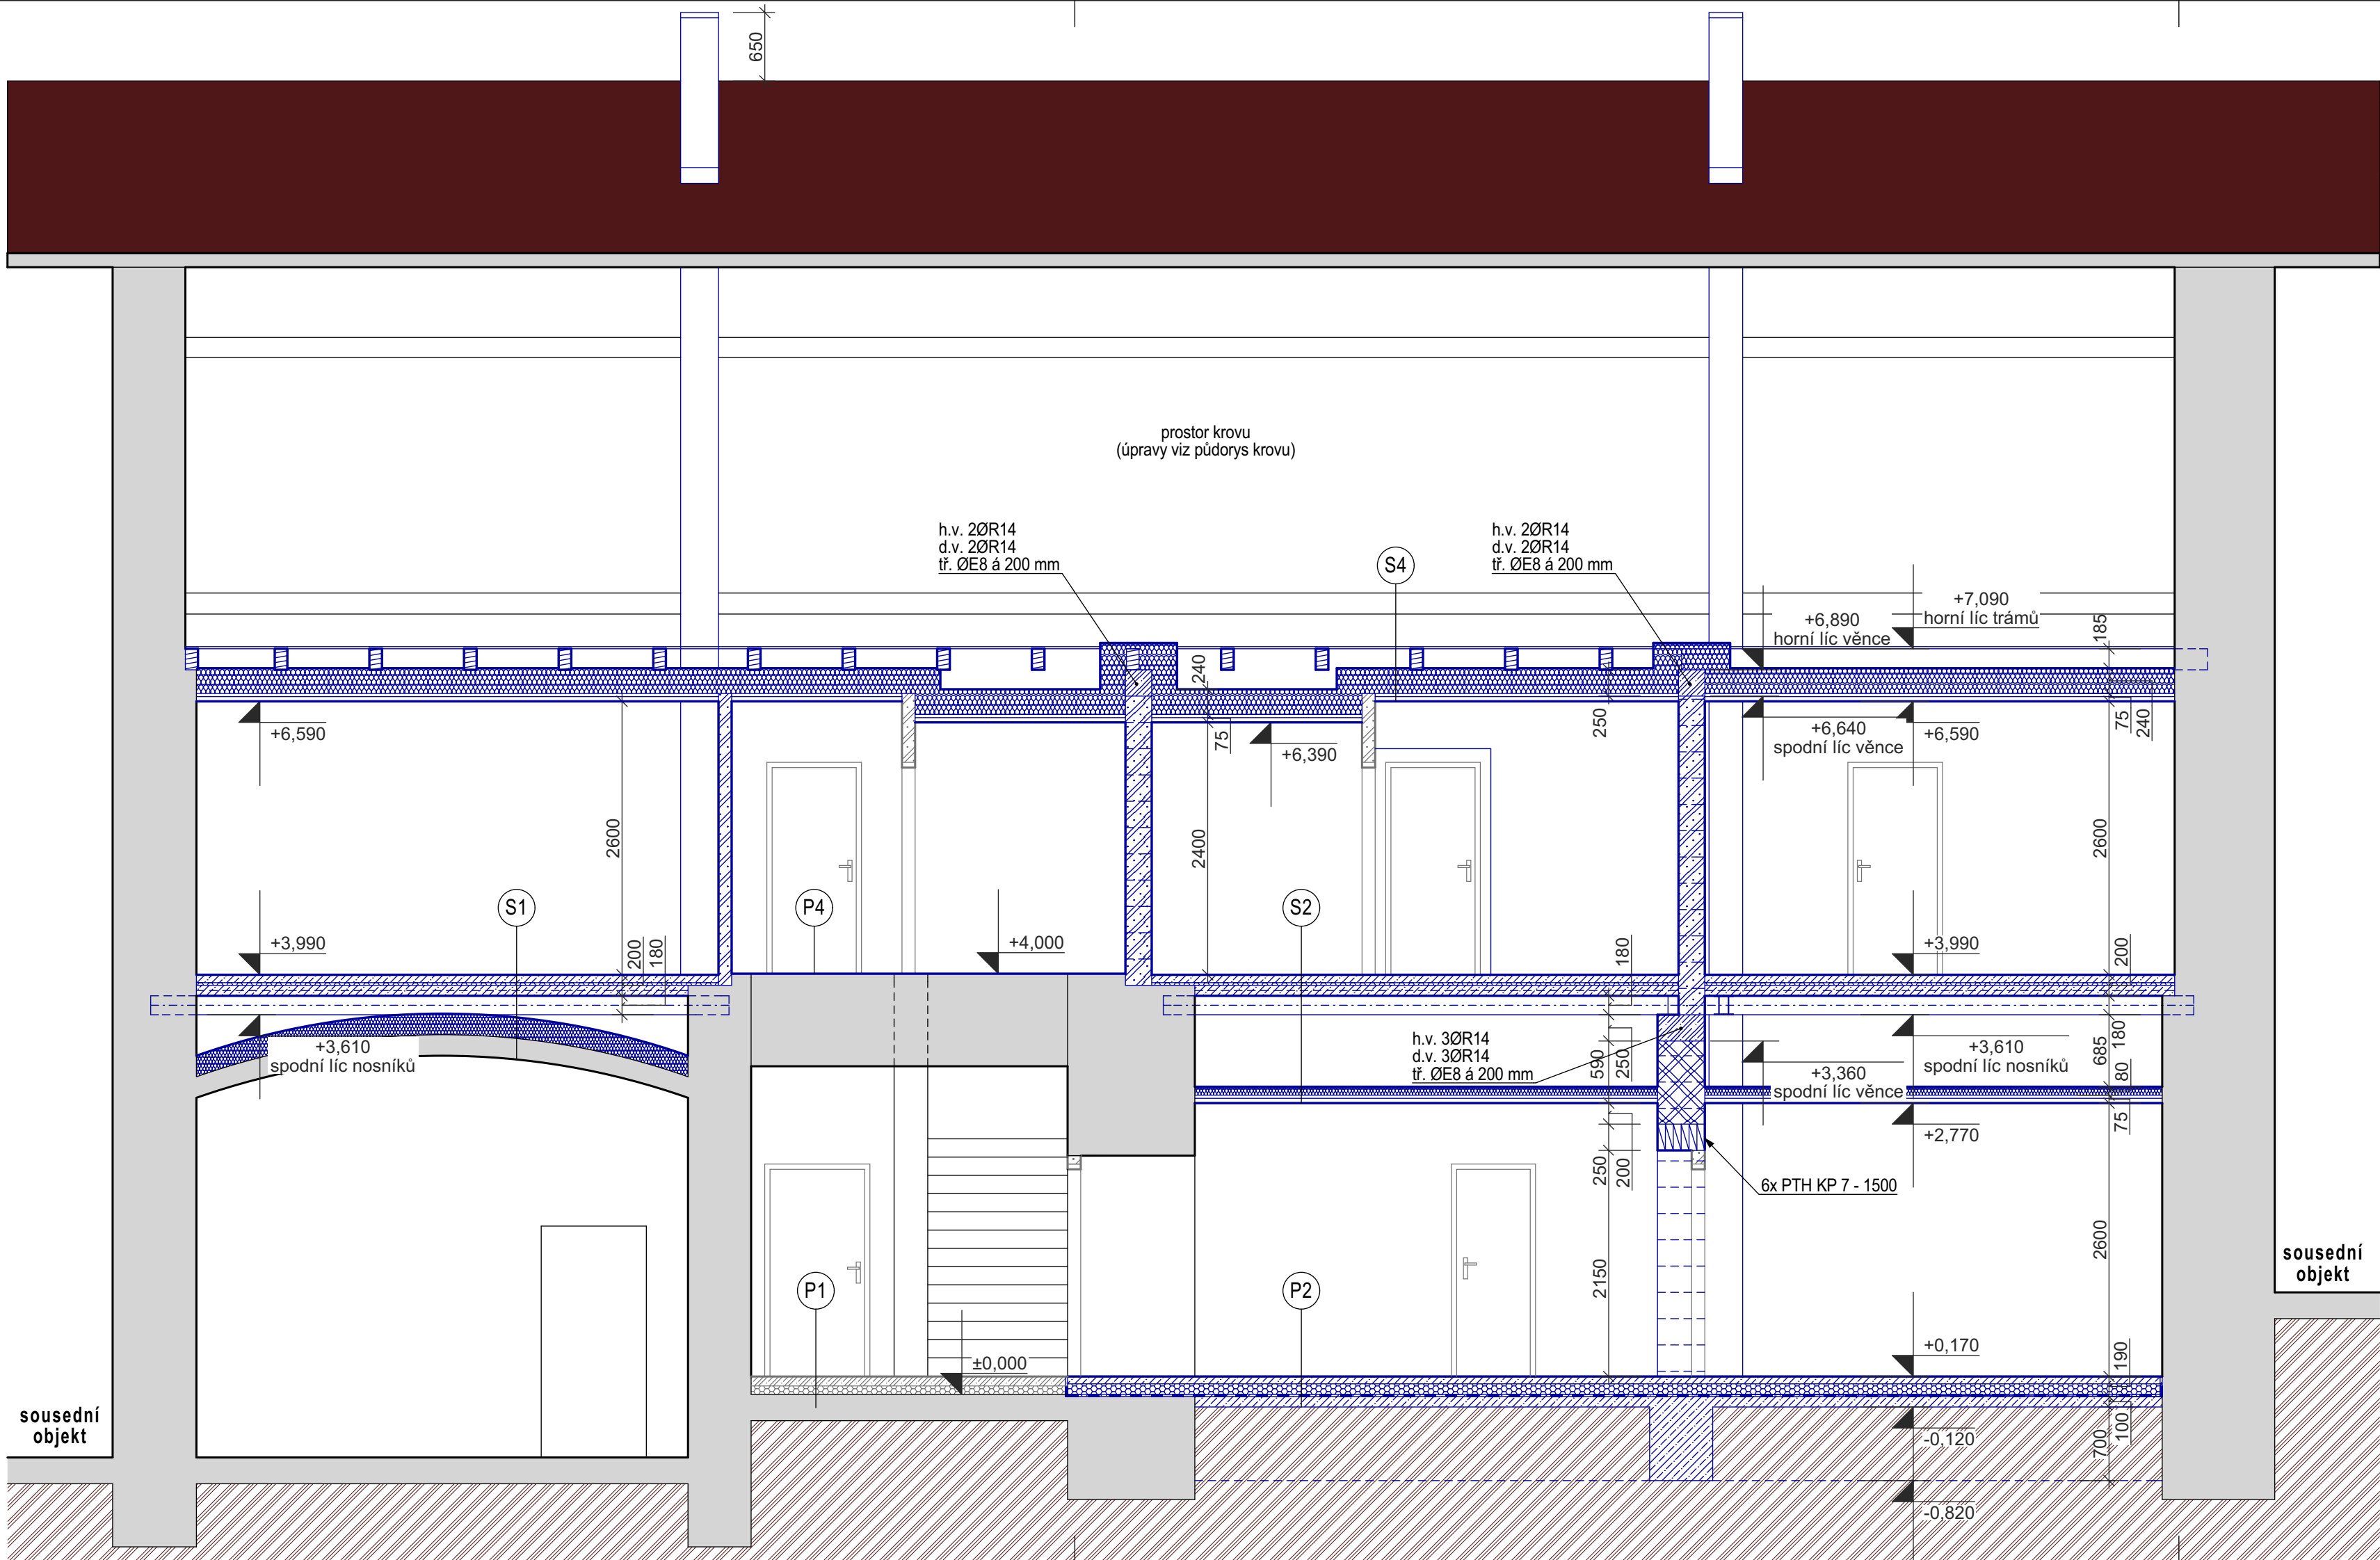 650
prostor krovu
(úpravy viz půdorys krovu)
h.v. 2ØR14
d.v. 2ØR14
tř. ØE8 á 200 mm
S4
h.v. 2ØR14
d.v. 2ØR14
tř. ØE8 á 200 mm
+6,890
horní líc věnce
+7,090
horní líc trámů
185
240
250
75
75
240
+6,590
+6,390
+6,640
spodní líc věnce
+6,590
2600
2400
2600
S1
P4
S2
+3,990
200
180
+4,000
180
+3,990
200
+3,610
spodní líc nosníků
h.v. 3ØR14
d.v. 3ØR14
tř. ØE8 á 200 mm
590
250
+3,360
spodní líc věnce
+3,610
spodní líc nosníků
685
180
80
75
+2,770
250
200
6x PTH KP 7 - 1500
2150
2600
P1
P2
sousední
objekt
±0,000
+0,170
190
sousední
objekt
-0,120
700
100
-0,820